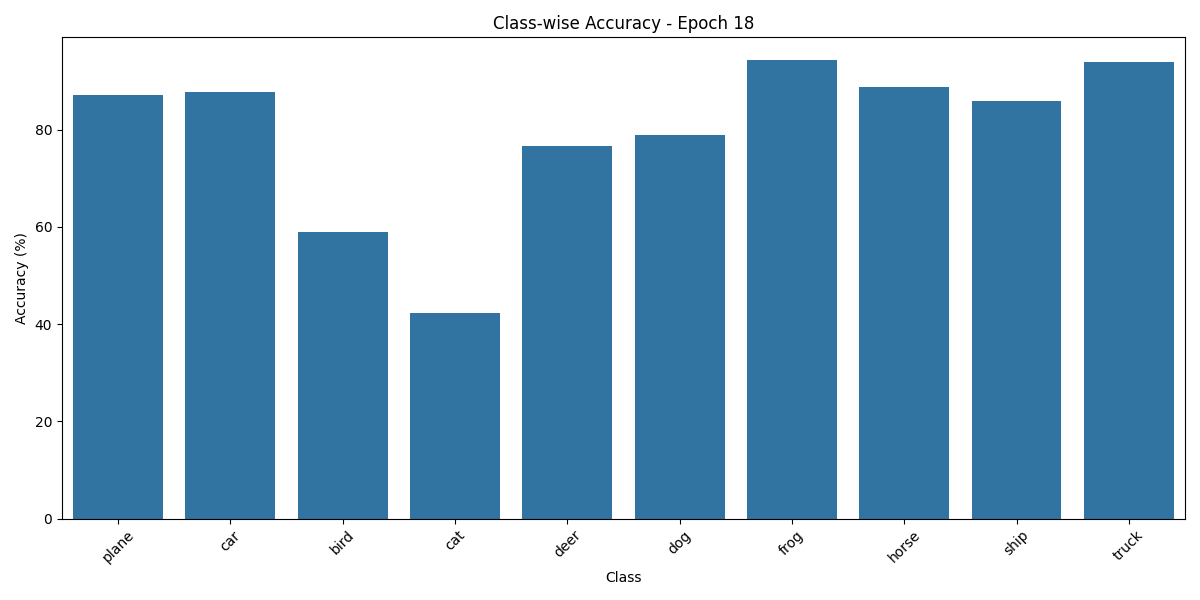 Class-wise Accuracy - Epoch 18
Accuracy (%)
80
60
40
20
0
plane
car
bird
cat
deer
dog
frog
horse
ship
truck
Class